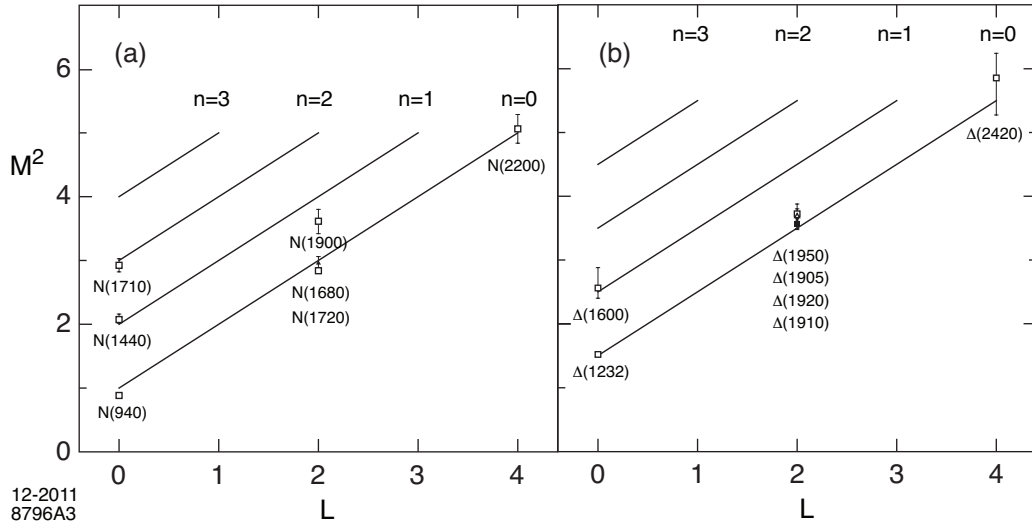 (a)
n=3 n=2 n=1 n=0
M2
6
4
2
0
N(2200)
N(1900)
N(1710)
N(1680)
N(1720)
N(1440)
N(940)
0 1 2 3 4
L
(b)
n=3 n=2 n=1 n=0
Δ(2420)
Δ(1950)
Δ(1905)
Δ(1920)
Δ(1910)
Δ(1600)
Δ(1232)
0 1 2 3 4
L
12-2011
8796A3